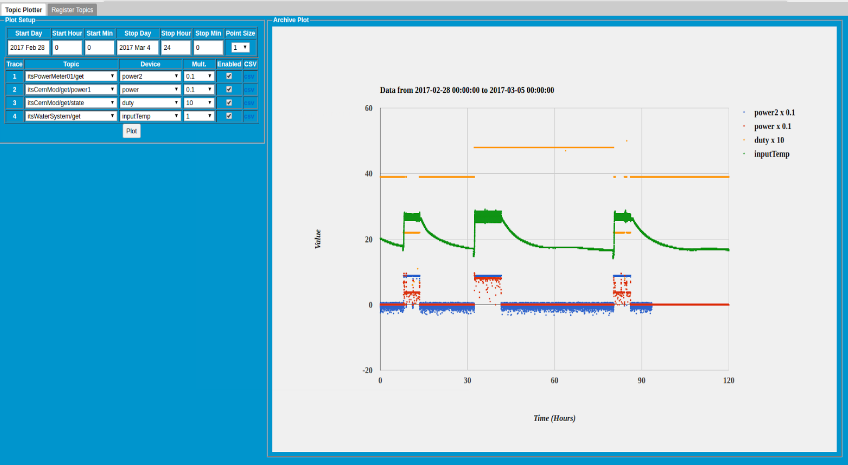 Topic Plotter Register Topics
Plot Setup
Start Day Start Hour Start Min Stop Day Stop Hour Stop Min Point Size
2017 Feb 28 0 0 2017 Mar 4 24 0 1
Trace Topic Device Mult. Enabled CSV
1 itsPowerMeter01/get power2 0.1
2 itsCernMod/get/power1 power 0.1
3 itsCernMod/get/state duty 10
4 itsWaterSystem/get inputTemp 1
Plot
Archive Plot
Data from 2017-02-28 00:00:00 to 2017-03-05 00:00:00
60
40
20
0
-20
Value
0 30 60 90 120
Time (Hours)
power2 x 0.1
power x 0.1
duty x 10
inputTemp